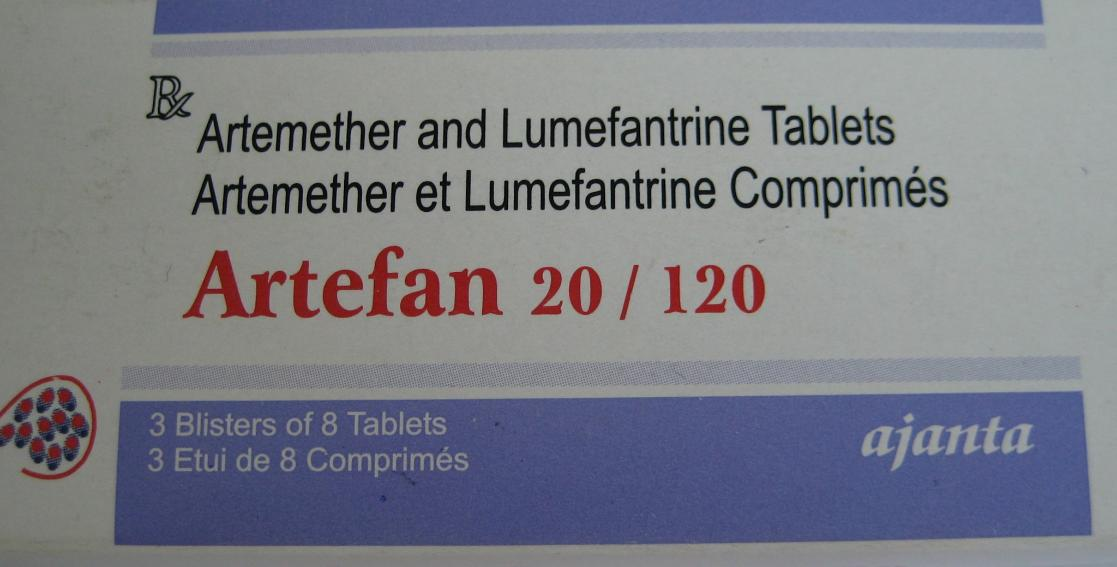 Rx
Artemether and Lumefantrine Tablets
Artemether et Lumefantrine Comprimés
Artefan 20 / 120
3 Blisters of 8 Tablets
3 Etui de 8 Comprimés
ajanta